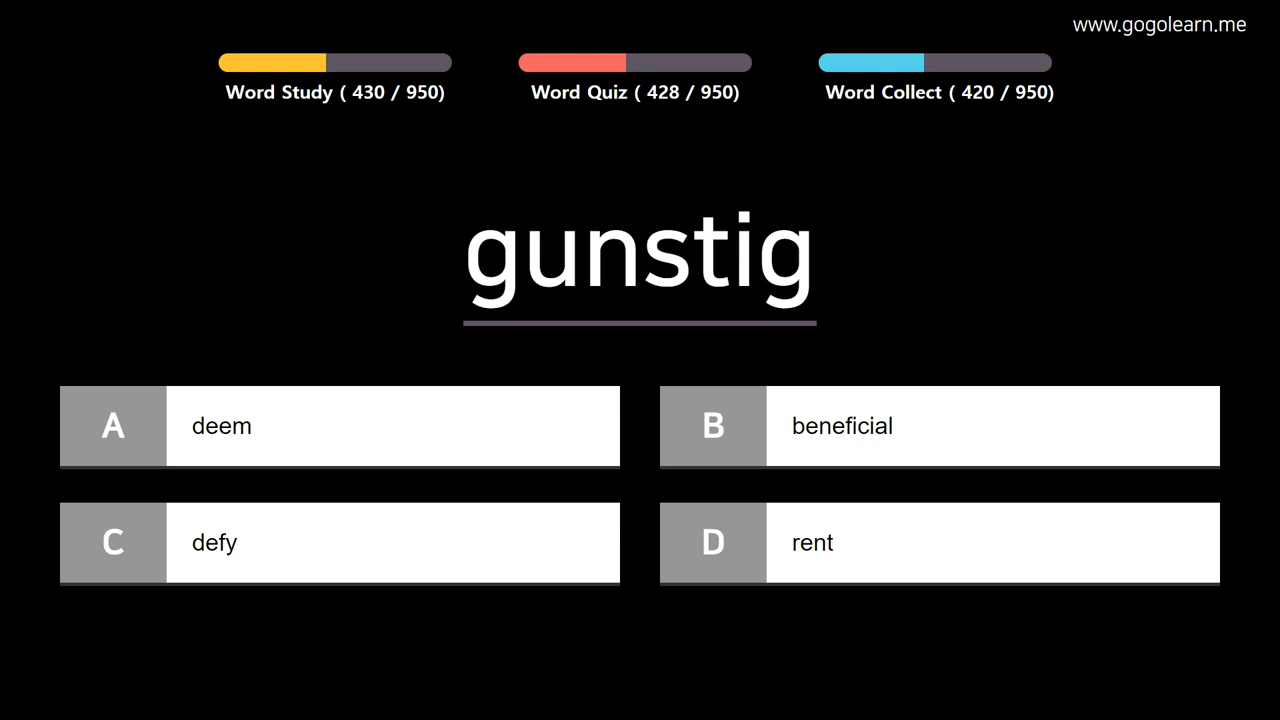 www.gogolearn.me
Word Study ( 430 / 950)
Word Quiz ( 428 / 950)
Word Collect ( 420 / 950)
gunstig
A deem
B beneficial
C defy
D rent